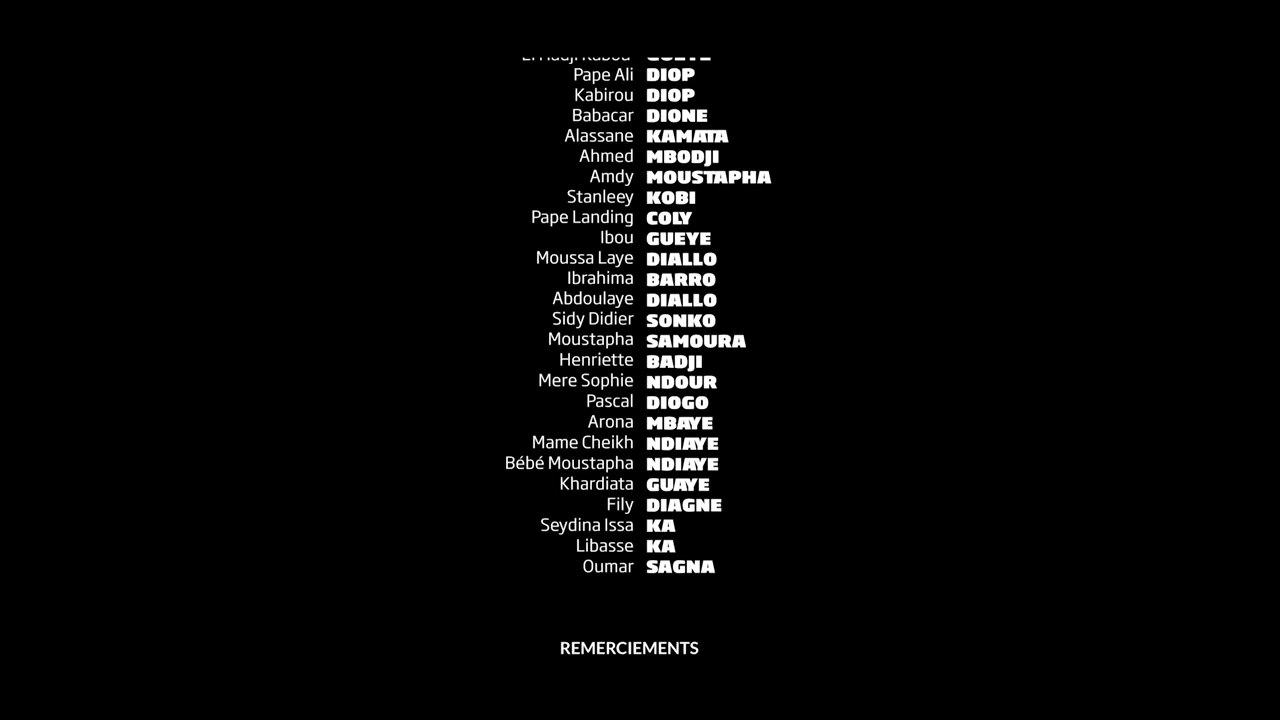 Pape Ali DIOP
Kabirou DIOP
Babacar DIONE
Alassane KAMATA
Ahmed MBODJI
Amdy MOUSTAPHA
Stanleey KOBI
Pape Landing COLY
Ibou GUEYE
Moussa Laye DIALLO
Ibrahima BARRO
Abdoulaye DIALLO
Sidy Didier SONKO
Moustapha SAMOURA
Henriette BADJI
Mere Sophie NDOUR
Pascal DIOGO
Arona MBAYE
Mame Cheikh NDIAYE
Bébé Moustapha NDIAYE
Khardiata GUAYE
Fily DIAGNE
Seydina Issa KA
Libasse KA
Oumar SAGNA
REMERCIEMENTS